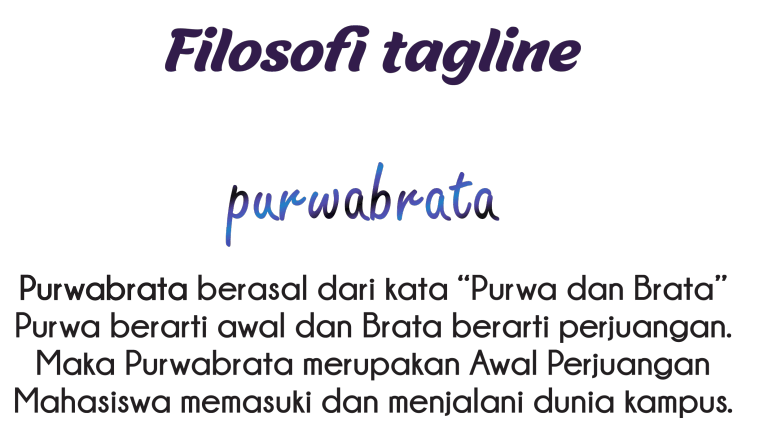 Filosofi tagline
purwabrata
Purwabrata berasal dari kata “Purwa dan Brata”
Purwa berarti awal dan Brata berarti perjuangan.
Maka Purwabrata merupakan Awal Perjuangan
Mahasiswa memasuki dan menjalani dunia kampus.